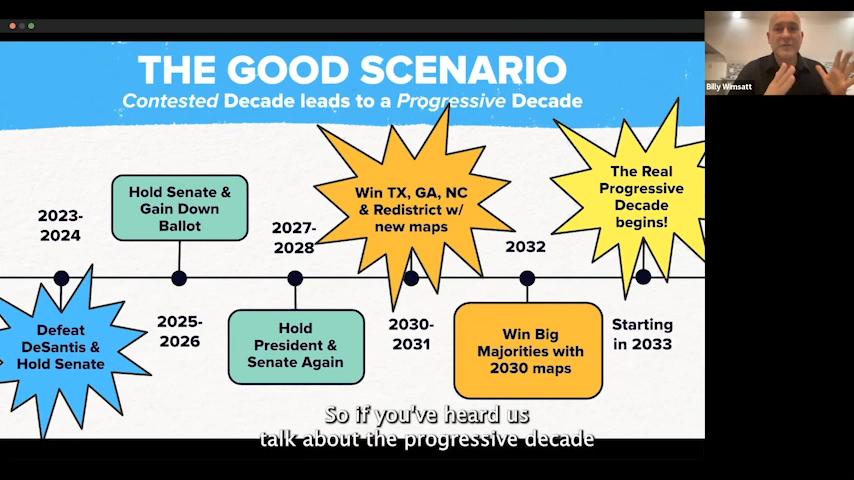 THE GOOD SCENARIO
Contested Decade leads to a Progressive Decade
Billy Wimsatt
2023-
2024
Defeat
DeSantis &
Hold Senate
Hold Senate &
Gain Down
Ballot
2025-
2026
2027-
2028
Hold
President &
Senate Again
Win TX, GA, NC
& Redistrict w/
new maps
2030-
2031
2032
Win Big
Majorities with
2030 maps
The Real
Progressive
Decade
begins!
Starting
in 2033
So if you've heard us
talk about the progressive decade